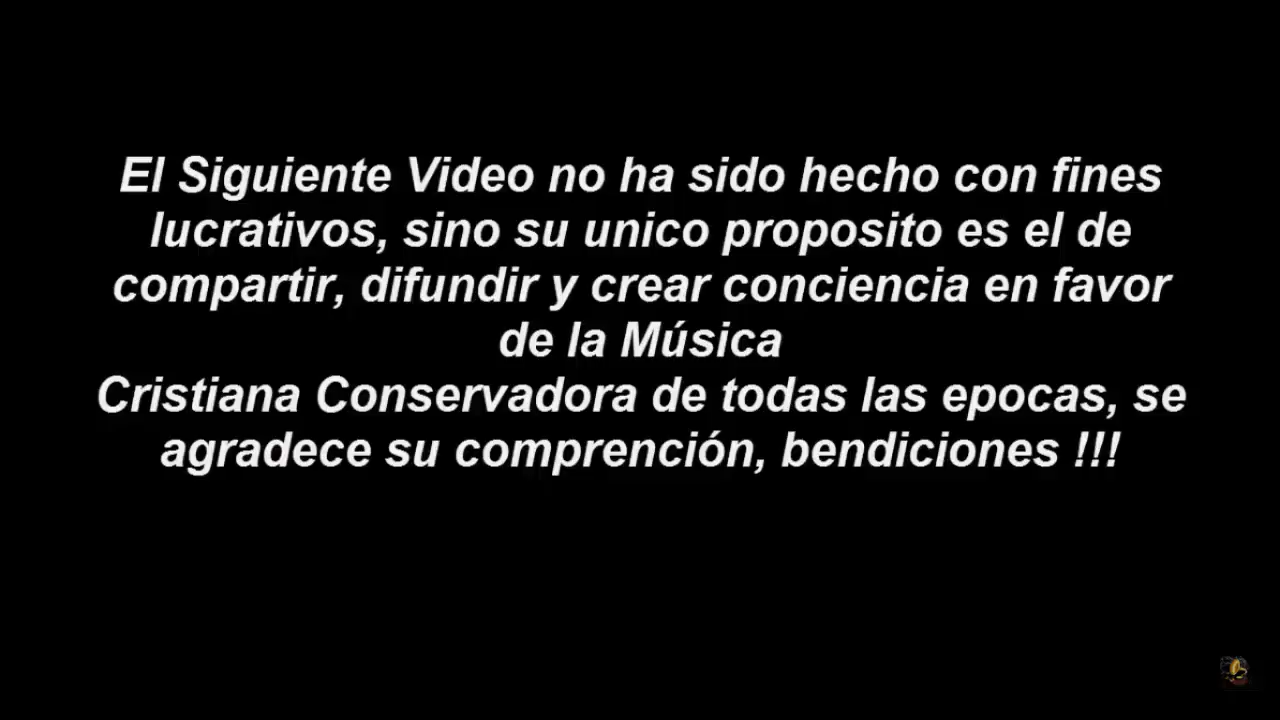 El Siguiente Video no ha sido hecho con fines
lucrativos, sino su unico proposito es el de
compartir, difundir y crear conciencia en favor
de la Música
Cristiana Conservadora de todas las epocas, se
agradece su comprención, bendiciones !!!